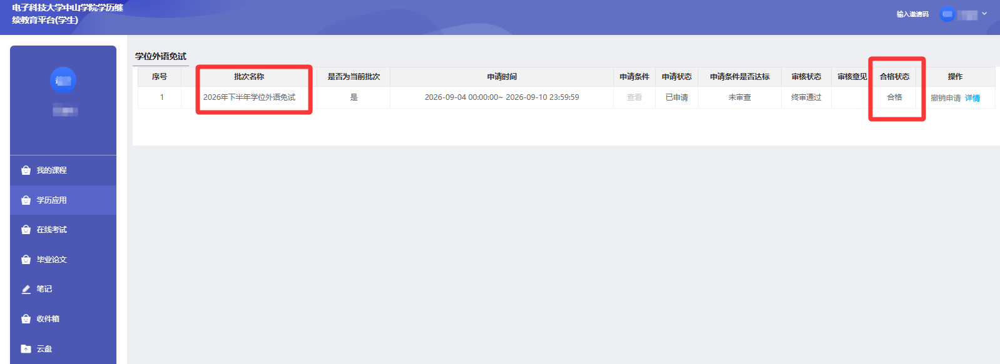 电子科技大学中山学院学历继
续教育平台(学生)
输入邀请码
学位外语免试
序号 批次名称 是否为当前批次 申请时间 申请条件 申请状态 申请条件是否达标 审核状态 审核意见 合格状态 操作
1 2026年下半年学位外语免试 是 2026-09-04 00:00:00~ 2026-09-10 23:59:59 查看 已申请 未审查 终审通过 合格 撤销申请 详情
我的课程
学历应用
在线考试
毕业论文
笔记
收件箱
云盘